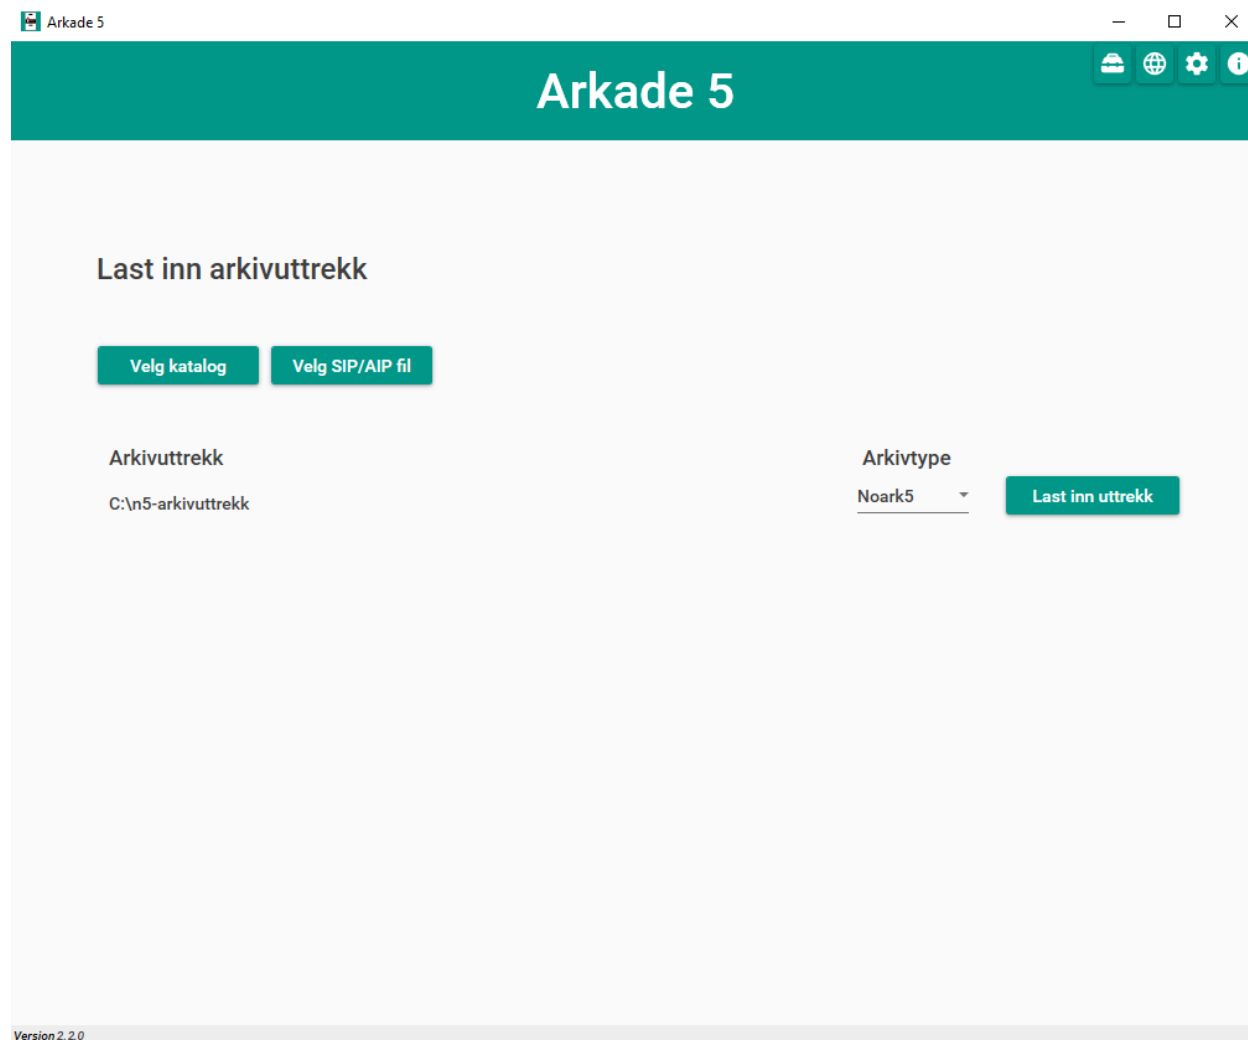 Arkade 5
Arkade 5
Last inn arkivuttrekk
Velg katalog
Velg SIP/AIP fil
Arkivuttrekk
Arkivtype
C:\n5-arkivuttrekk
Noark5
Last inn uttrekk
Version 2.2.0